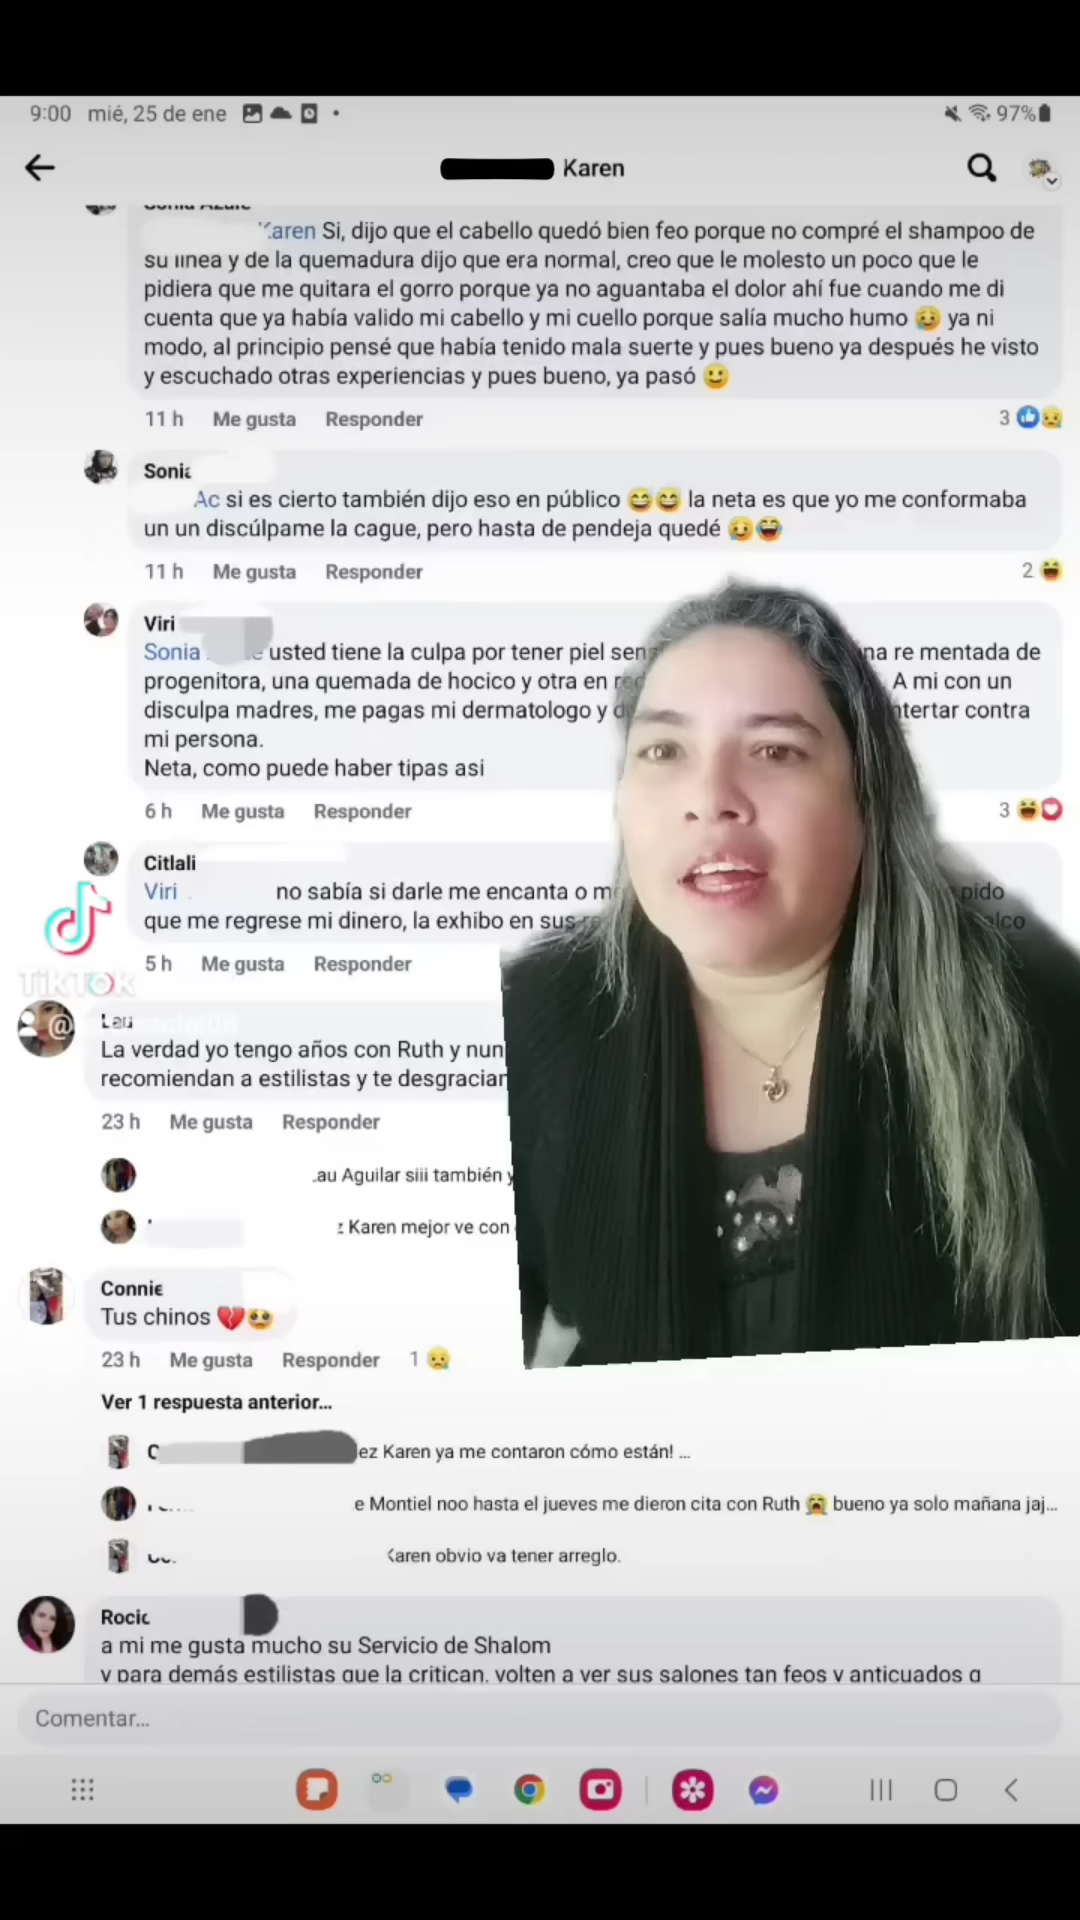 9:00 mié, 25 de ene 97%
Karen
Karen Si, dijo que el cabello quedó bien feo porque no compré el shampoo de
su linea y de la quemadura dijo que era normal, creo que le molesto un poco que le
pidiera que me quitara el gorro porque ya no aguantaba el dolor ahí fue cuando me di
cuenta que ya había valido mi cabello y mi cuello porque salía mucho humo 🥲 ya ni
modo, al principio pensé que había tenido mala suerte y pues bueno ya después he visto
y escuchado otras experiencias y pues bueno, ya pasó 🙂
11 h Me gusta Responder 3
Sonia
Ac si es cierto también dijo eso en público 😅😅 la neta es que yo me conformaba
un un discúlpame la cague, pero hasta de pendeja quedé 🥲😂
11 h Me gusta Responder 2
Viri
Sonia usted tiene la culpa por tener piel na re mentada de
progenitora, una quemada de hocico y otra en A mi con un
disculpa madres, me pagas mi dermatologo y contra
mi persona.
Neta, como puede haber tipas asi
6 h Me gusta Responder 3
Citlali
Viri no sabía si darle me encanta o pido
que me regrese mi dinero, la exhibo en sus
5 h Me gusta Responder
TikTok
@
Lau
La verdad yo tengo años con Ruth y nun
recomiendan a estilistas y te desgracian
23 h Me gusta Responder
Aguilar siii también y
Karen mejor ve con
Connie
Tus chinos 💔🥺
23 h Me gusta Responder 1
Ver 1 respuesta anterior...
ez Karen ya me contaron cómo están! ...
e Montiel noo hasta el jueves me dieron cita con Ruth 😭 bueno ya solo mañana jaj...
Karen obvio va tener arreglo.
Rocio
a mi me gusta mucho su Servicio de Shalom
y para demás estilistas que la critican, volten a ver sus salones tan feos y anticuados q
Comentar...